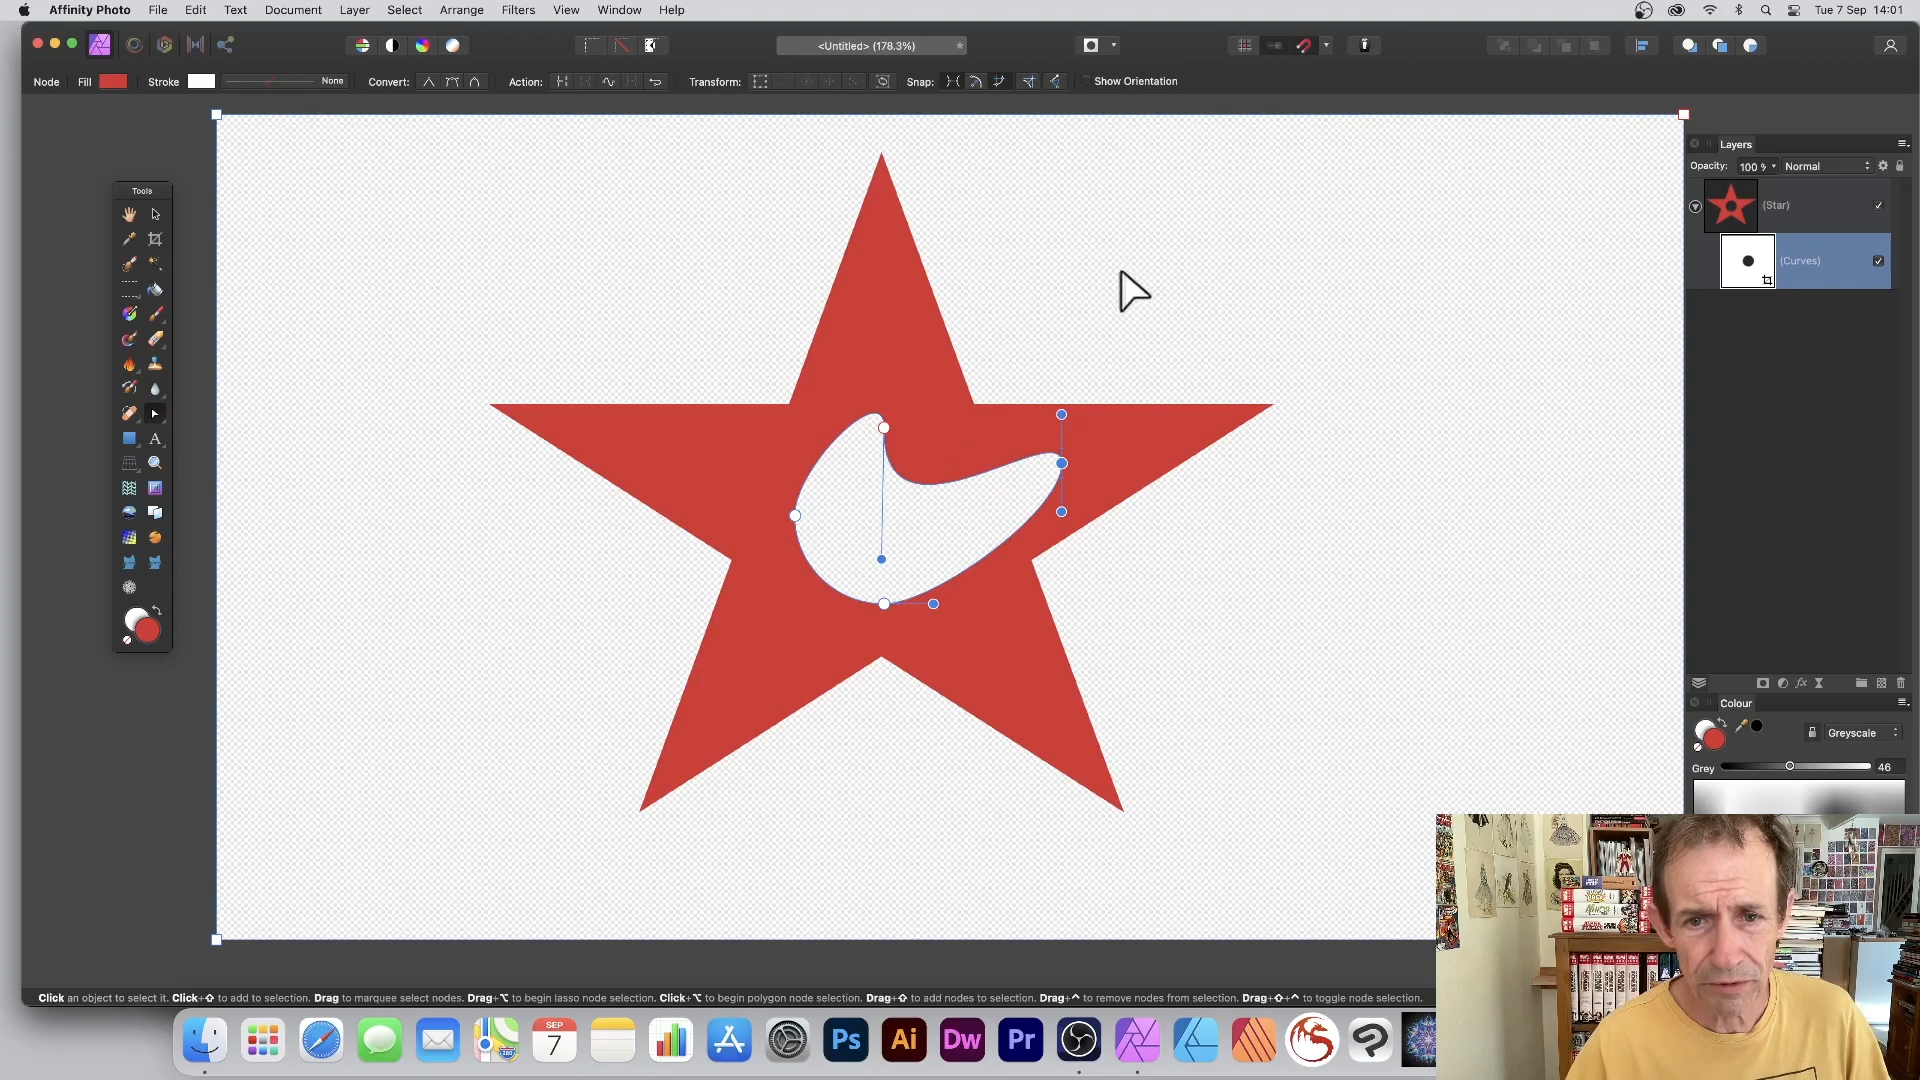 Affinity Photo File Edit Text Document Layer Select Arrange Filters View Window Help Tue 7 Sep 14:01
<Untitled> (178.3%) *
Node Fill Stroke None Convert: Action: Transform: Snap: Show Orientation
Layers
Opacity: 100 % Normal
Tools
(Star)
(Curves)
A
fx
Colour
Greyscale
Grey 46
Click an object to select it. Click+⇧ to add to selection. Drag to marquee select nodes. Drag+⌥ to begin lasso node selection. Click+⌥ to begin polygon node selection. Drag+⇧ to add nodes to selection. Drag+^ to remove nodes from selection. Drag+⇧+^ to toggle node selection.
SEP
7
280
Ps
Ai
Dw
Pr